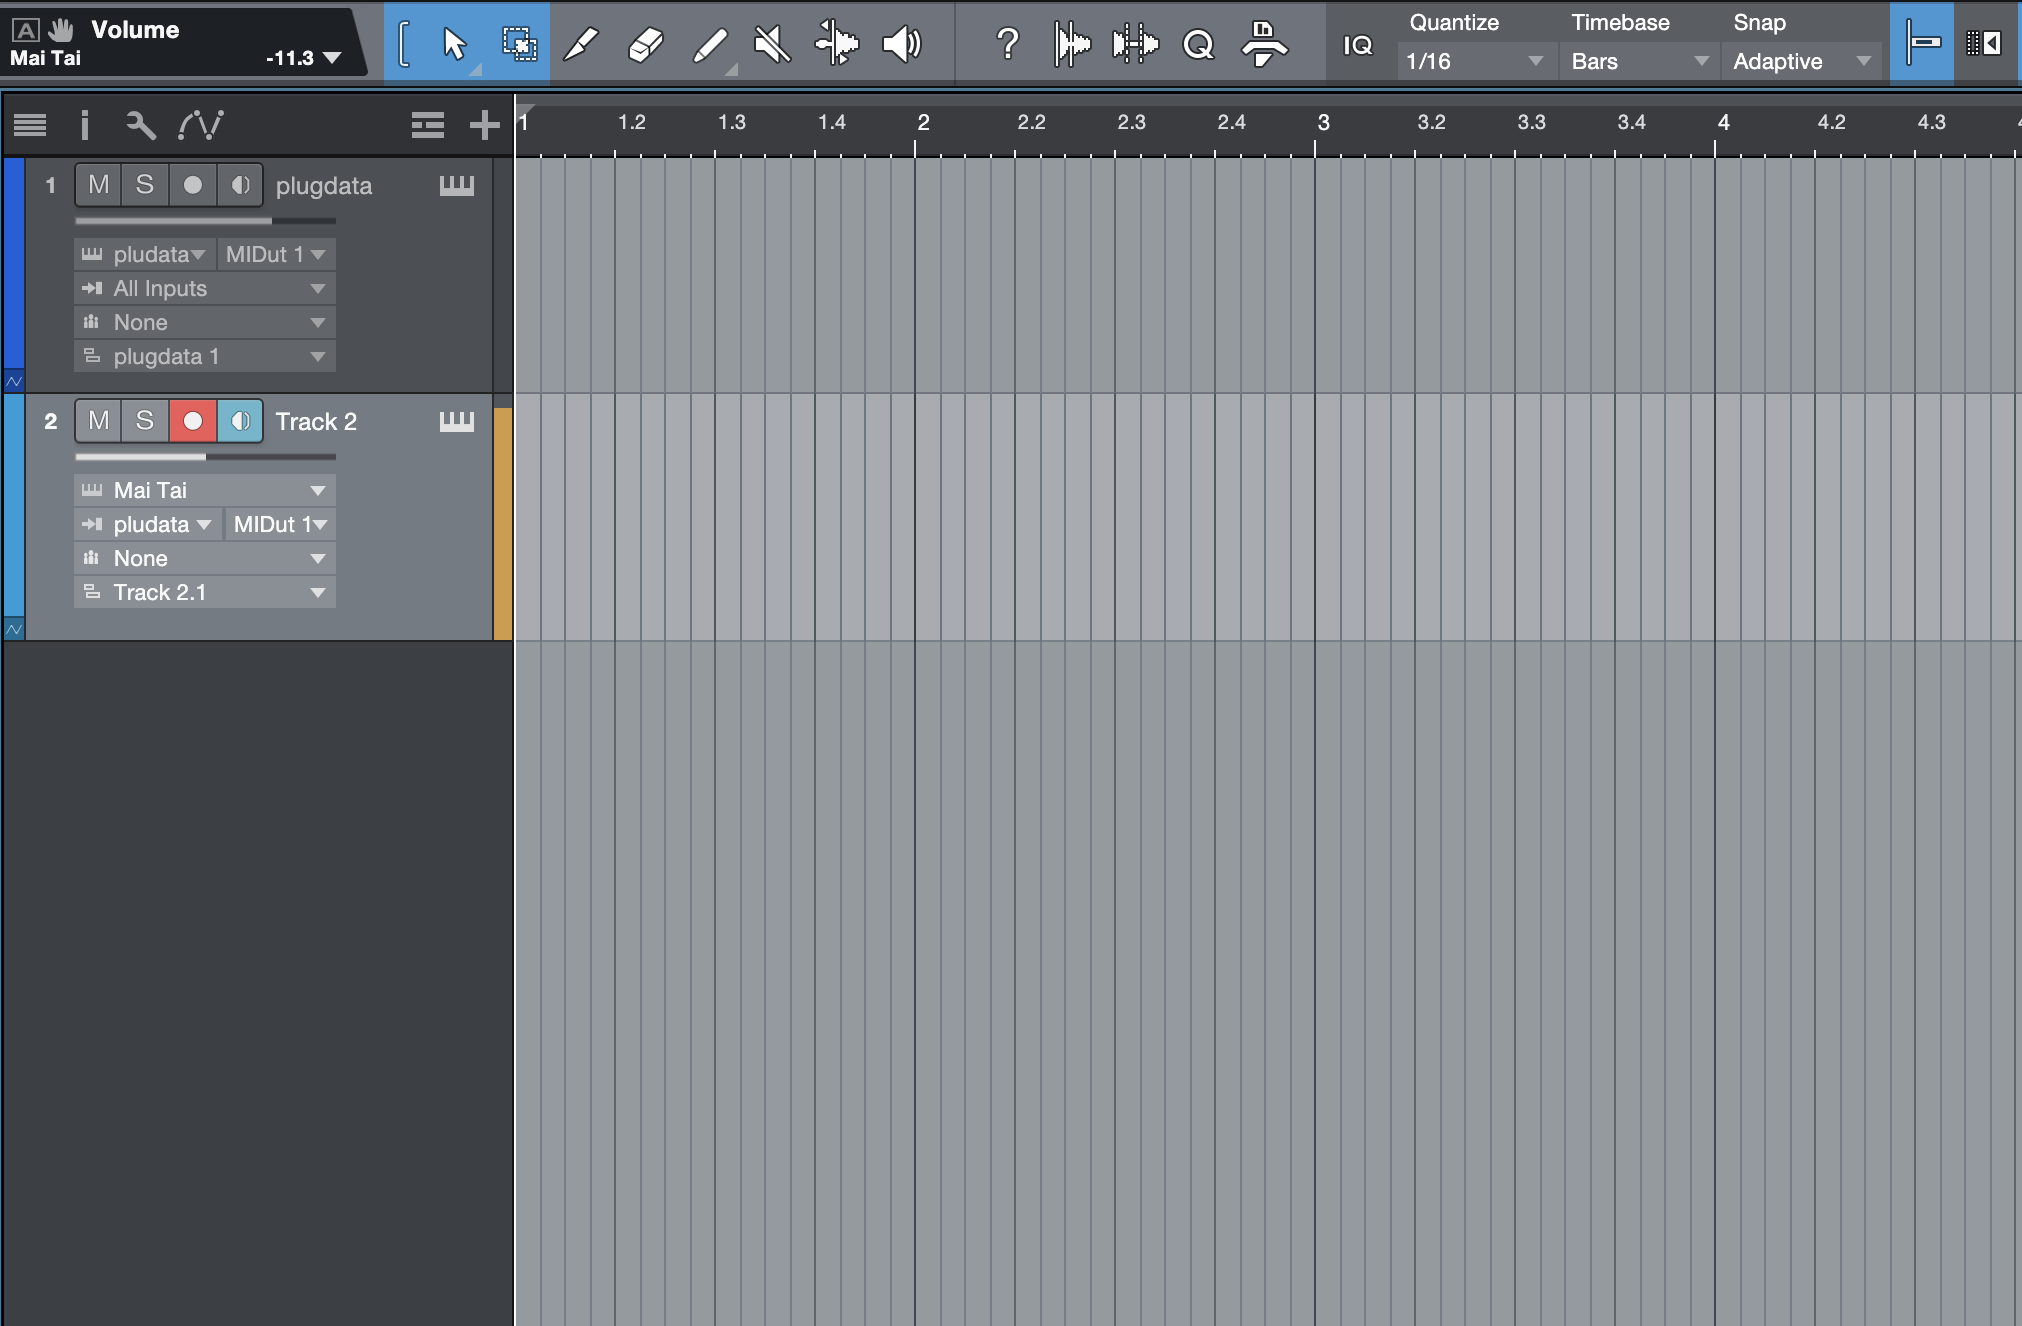 A Volume
Mai Tai -11.3
IQ
Quantize Timebase Snap
1/16 Bars Adaptive
1 1.2 1.3 1.4 2 2.2 2.3 2.4 3 3.2 3.3 3.4 4 4.2 4.3
1 M S plugdata
pludata MIDut 1
All Inputs
None
plugdata 1
2 M S Track 2
Mai Tai
pludata MIDut 1
None
Track 2.1